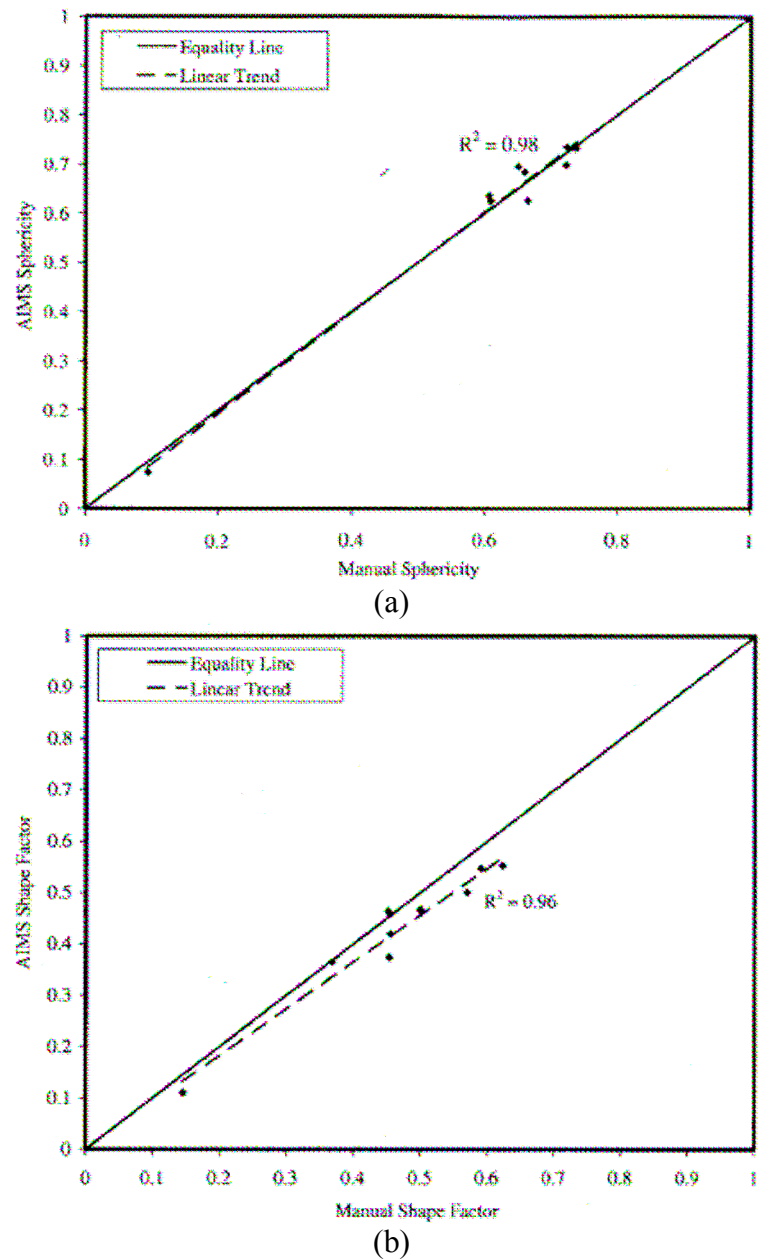 1
0.9
0.8
0.7
0.6
0.5
0.4
0.3
0.2
0.1
0
Equality Line
Linear Trend
R² = 0.98
AIMS Sphericity
0 0.2 0.4 0.6 0.8 1
Manual Sphericity
(a)
1
0.9
0.8
0.7
0.6
0.5
0.4
0.3
0.2
0.1
0
Equality Line
Linear Trend
R² = 0.96
AIMS Shape Factor
0 0.1 0.2 0.3 0.4 0.5 0.6 0.7 0.8 0.9 1
Manual Shape Factor
(b)